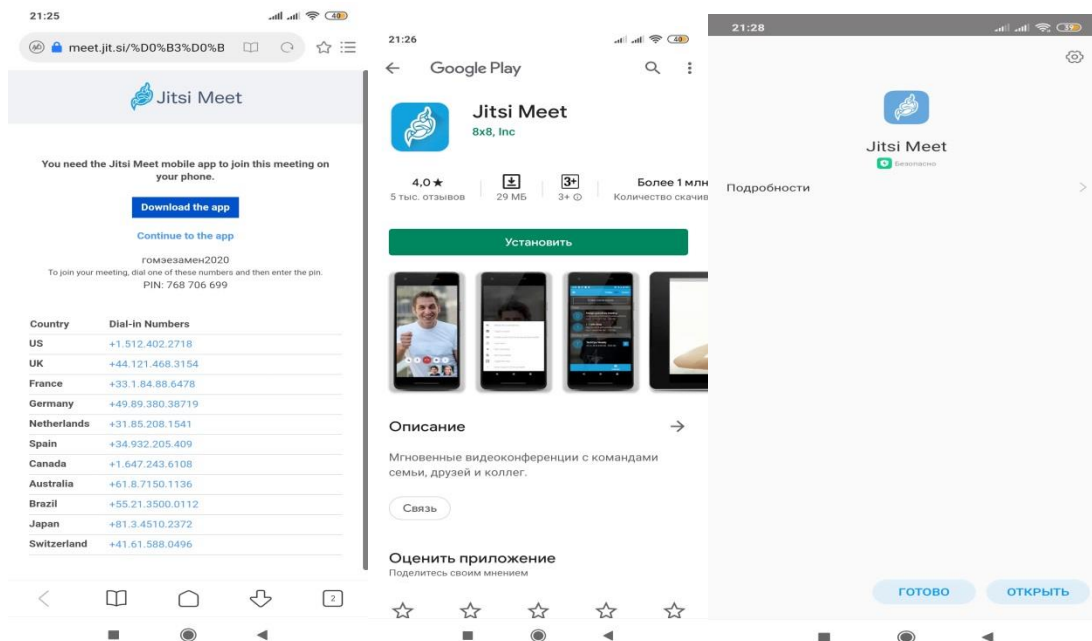 21:25
40
meet.jit.si/%D0%B3%D0%B
Jitsi Meet
You need the Jitsi Meet mobile app to join this meeting on
your phone.
Download the app
Continue to the app
гомэезамен2020
To join your meeting, dial one of these numbers and then enter the pin.
PIN: 768 706 699
Country Dial-in Numbers
US +1.512.402.2718
UK +44.121.468.3154
France +33.1.84.88.6478
Germany +49.89.380.38719
Netherlands +31.85.208.1541
Spain +34.932.205.409
Canada +1.647.243.6108
Australia +61.8.7150.1136
Brazil +55.21.3500.0112
Japan +81.3.4510.2372
Switzerland +41.61.588.0496
2
21:26
40
Google Play
Jitsi Meet
8x8, Inc
4,0★ 29 МБ 3+ Более 1 млн
5 тыс. отзывов 3+ Количество скачив
Установить
Описание
Мгновенные видеоконференции с командами
семьи, друзей и коллег.
Связь
Оценить приложение
Поделитесь своим мнением
21:28
39
Jitsi Meet
Безопасно
Подробности
ГОТОВО ОТКРЫТЬ